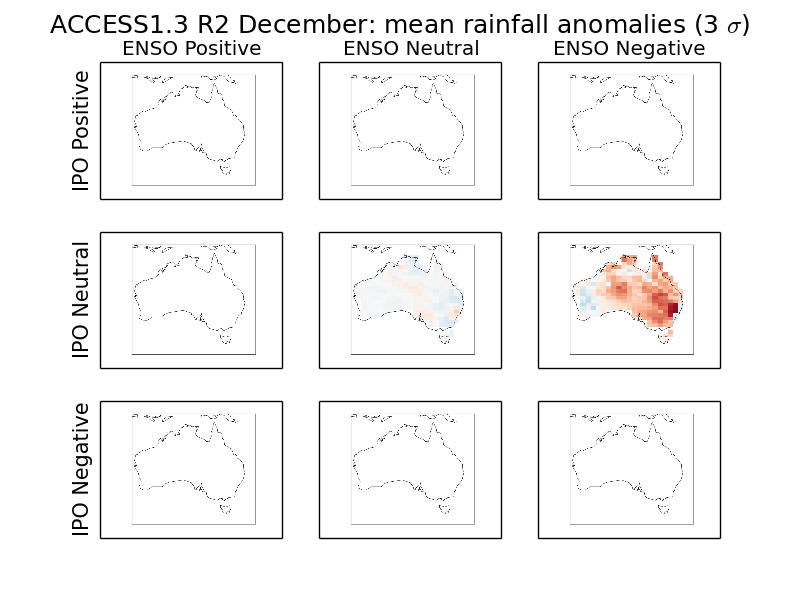 ACCESS1.3 R2 December: mean rainfall anomalies (3 σ)
ENSO Positive ENSO Neutral ENSO Negative
IPO Positive
IPO Neutral
IPO Negative